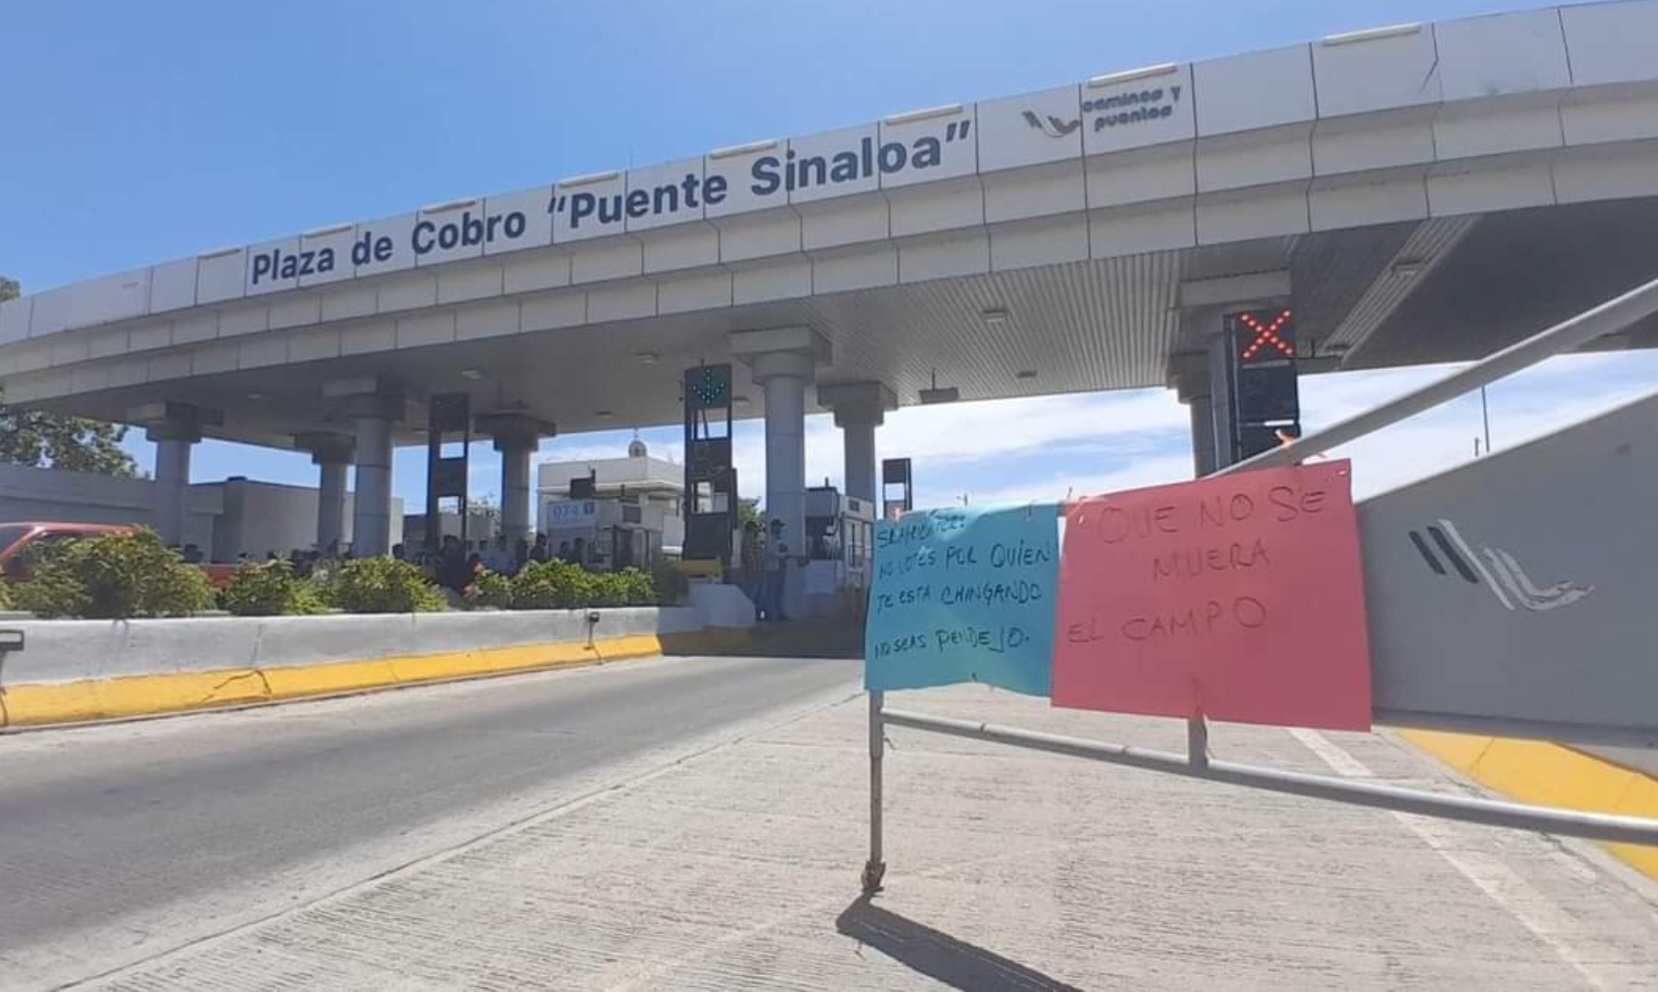 Plaza de Cobro "Puente Sinaloa"
caminos y
puentes
074
NO VOTES POR QUIEN
TE ESTA CHINGANDO
NO SEAS PENDEJO.
QUE NO SE
MUERA
EL CAMPO